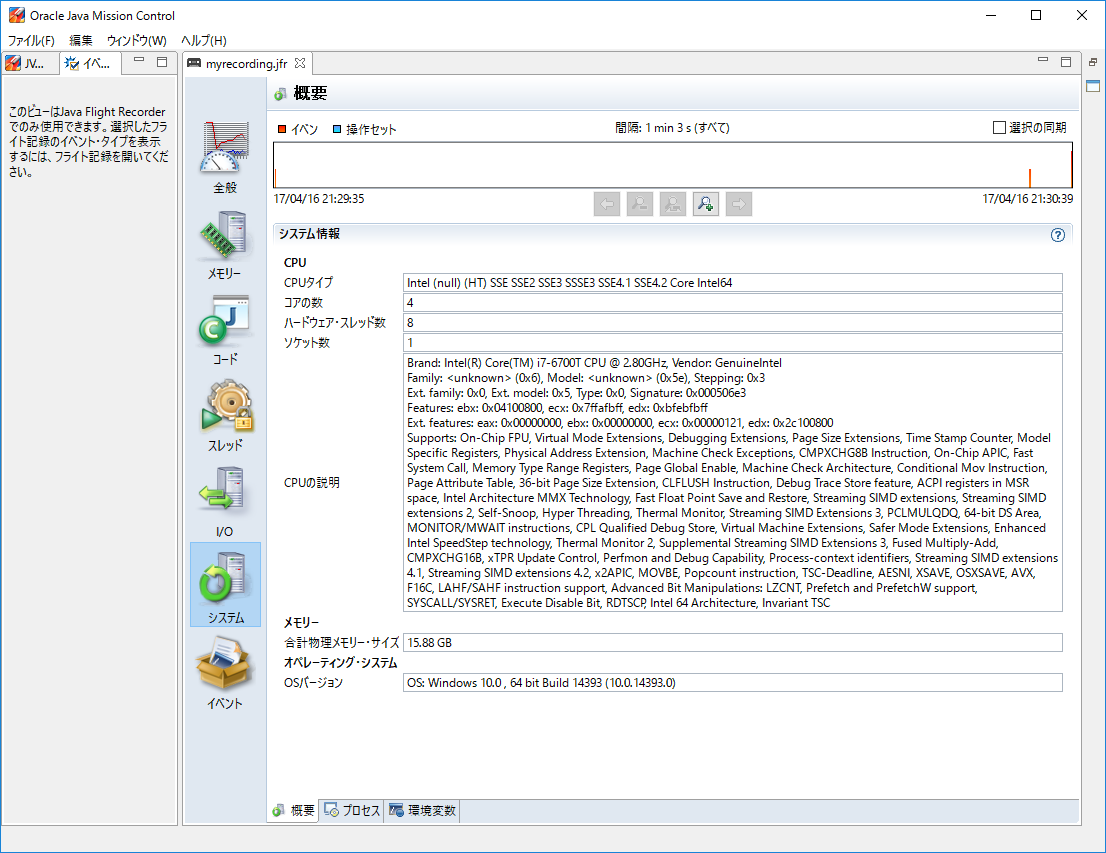 Oracle Java Mission Control
ファイル(F) 編集 ウィンドウ(W) ヘルプ(H)
JV... イベ... myrecording.jfr
このビューはJava Flight Recorder
でのみ使用できます。選択したフラ
イト記録のイベント・タイプを表示
するには、フライト記録を開いてくだ
さい。
全般
メモリー
コード
スレッド
I/O
システム
イベント
概要
イベン 操作セット 間隔: 1 min 3 s (すべて) 選択の同期
17/04/16 21:29:35 17/04/16 21:30:39
システム情報
CPU
CPUタイプ Intel (null) (HT) SSE SSE2 SSE3 SSSE3 SSE4.1 SSE4.2 Core Intel64
コアの数 4
ハードウェア・スレッド数 8
ソケット数 1
CPUの説明
Brand: Intel(R) Core(TM) i7-6700T CPU @ 2.80GHz, Vendor: GenuineIntel
Family: <unknown> (0x6), Model: <unknown> (0x5e), Stepping: 0x3
Ext. family: 0x0, Ext. model: 0x5, Type: 0x0, Signature: 0x000506e3
Features: ebx: 0x04100800, ecx: 0x7ffafbff, edx: 0xbfebfbff
Ext. features: eax: 0x00000000, ebx: 0x00000000, ecx: 0x00000121, edx: 0x2c100800
Supports: On-Chip FPU, Virtual Mode Extensions, Debugging Extensions, Page Size Extensions, Time Stamp Counter, Model
Specific Registers, Physical Address Extension, Machine Check Exceptions, CMPXCHG8B Instruction, On-Chip APIC, Fast
System Call, Memory Type Range Registers, Page Global Enable, Machine Check Architecture, Conditional Mov Instruction,
Page Attribute Table, 36-bit Page Size Extension, CLFLUSH Instruction, Debug Trace Store feature, ACPI registers in MSR
space, Intel Architecture MMX Technology, Fast Float Point Save and Restore, Streaming SIMD extensions, Streaming SIMD
extensions 2, Self-Snoop, Hyper Threading, Thermal Monitor, Streaming SIMD Extensions 3, PCLMULQDQ, 64-bit DS Area,
MONITOR/MWAIT instructions, CPL Qualified Debug Store, Virtual Machine Extensions, Safer Mode Extensions, Enhanced
Intel SpeedStep technology, Thermal Monitor 2, Supplemental Streaming SIMD Extensions 3, Fused Multiply-Add,
CMPXCHG16B, xTPR Update Control, Perfmon and Debug Capability, Process-context identifiers, Streaming SIMD extensions
4.1, Streaming SIMD extensions 4.2, x2APIC, MOVBE, Popcount instruction, TSC-Deadline, AESNI, XSAVE, OSXSAVE, AVX,
F16C, LAHF/SAHF instruction support, Advanced Bit Manipulations: LZCNT, Prefetch and PrefetchW support,
SYSCALL/SYSRET, Execute Disable Bit, RDTSCP, Intel 64 Architecture, Invariant TSC
メモリー
合計物理メモリー・サイズ 15.88 GB
オペレーティング・システム
OSバージョン OS: Windows 10.0 , 64 bit Build 14393 (10.0.14393.0)
概要 プロセス 環境変数